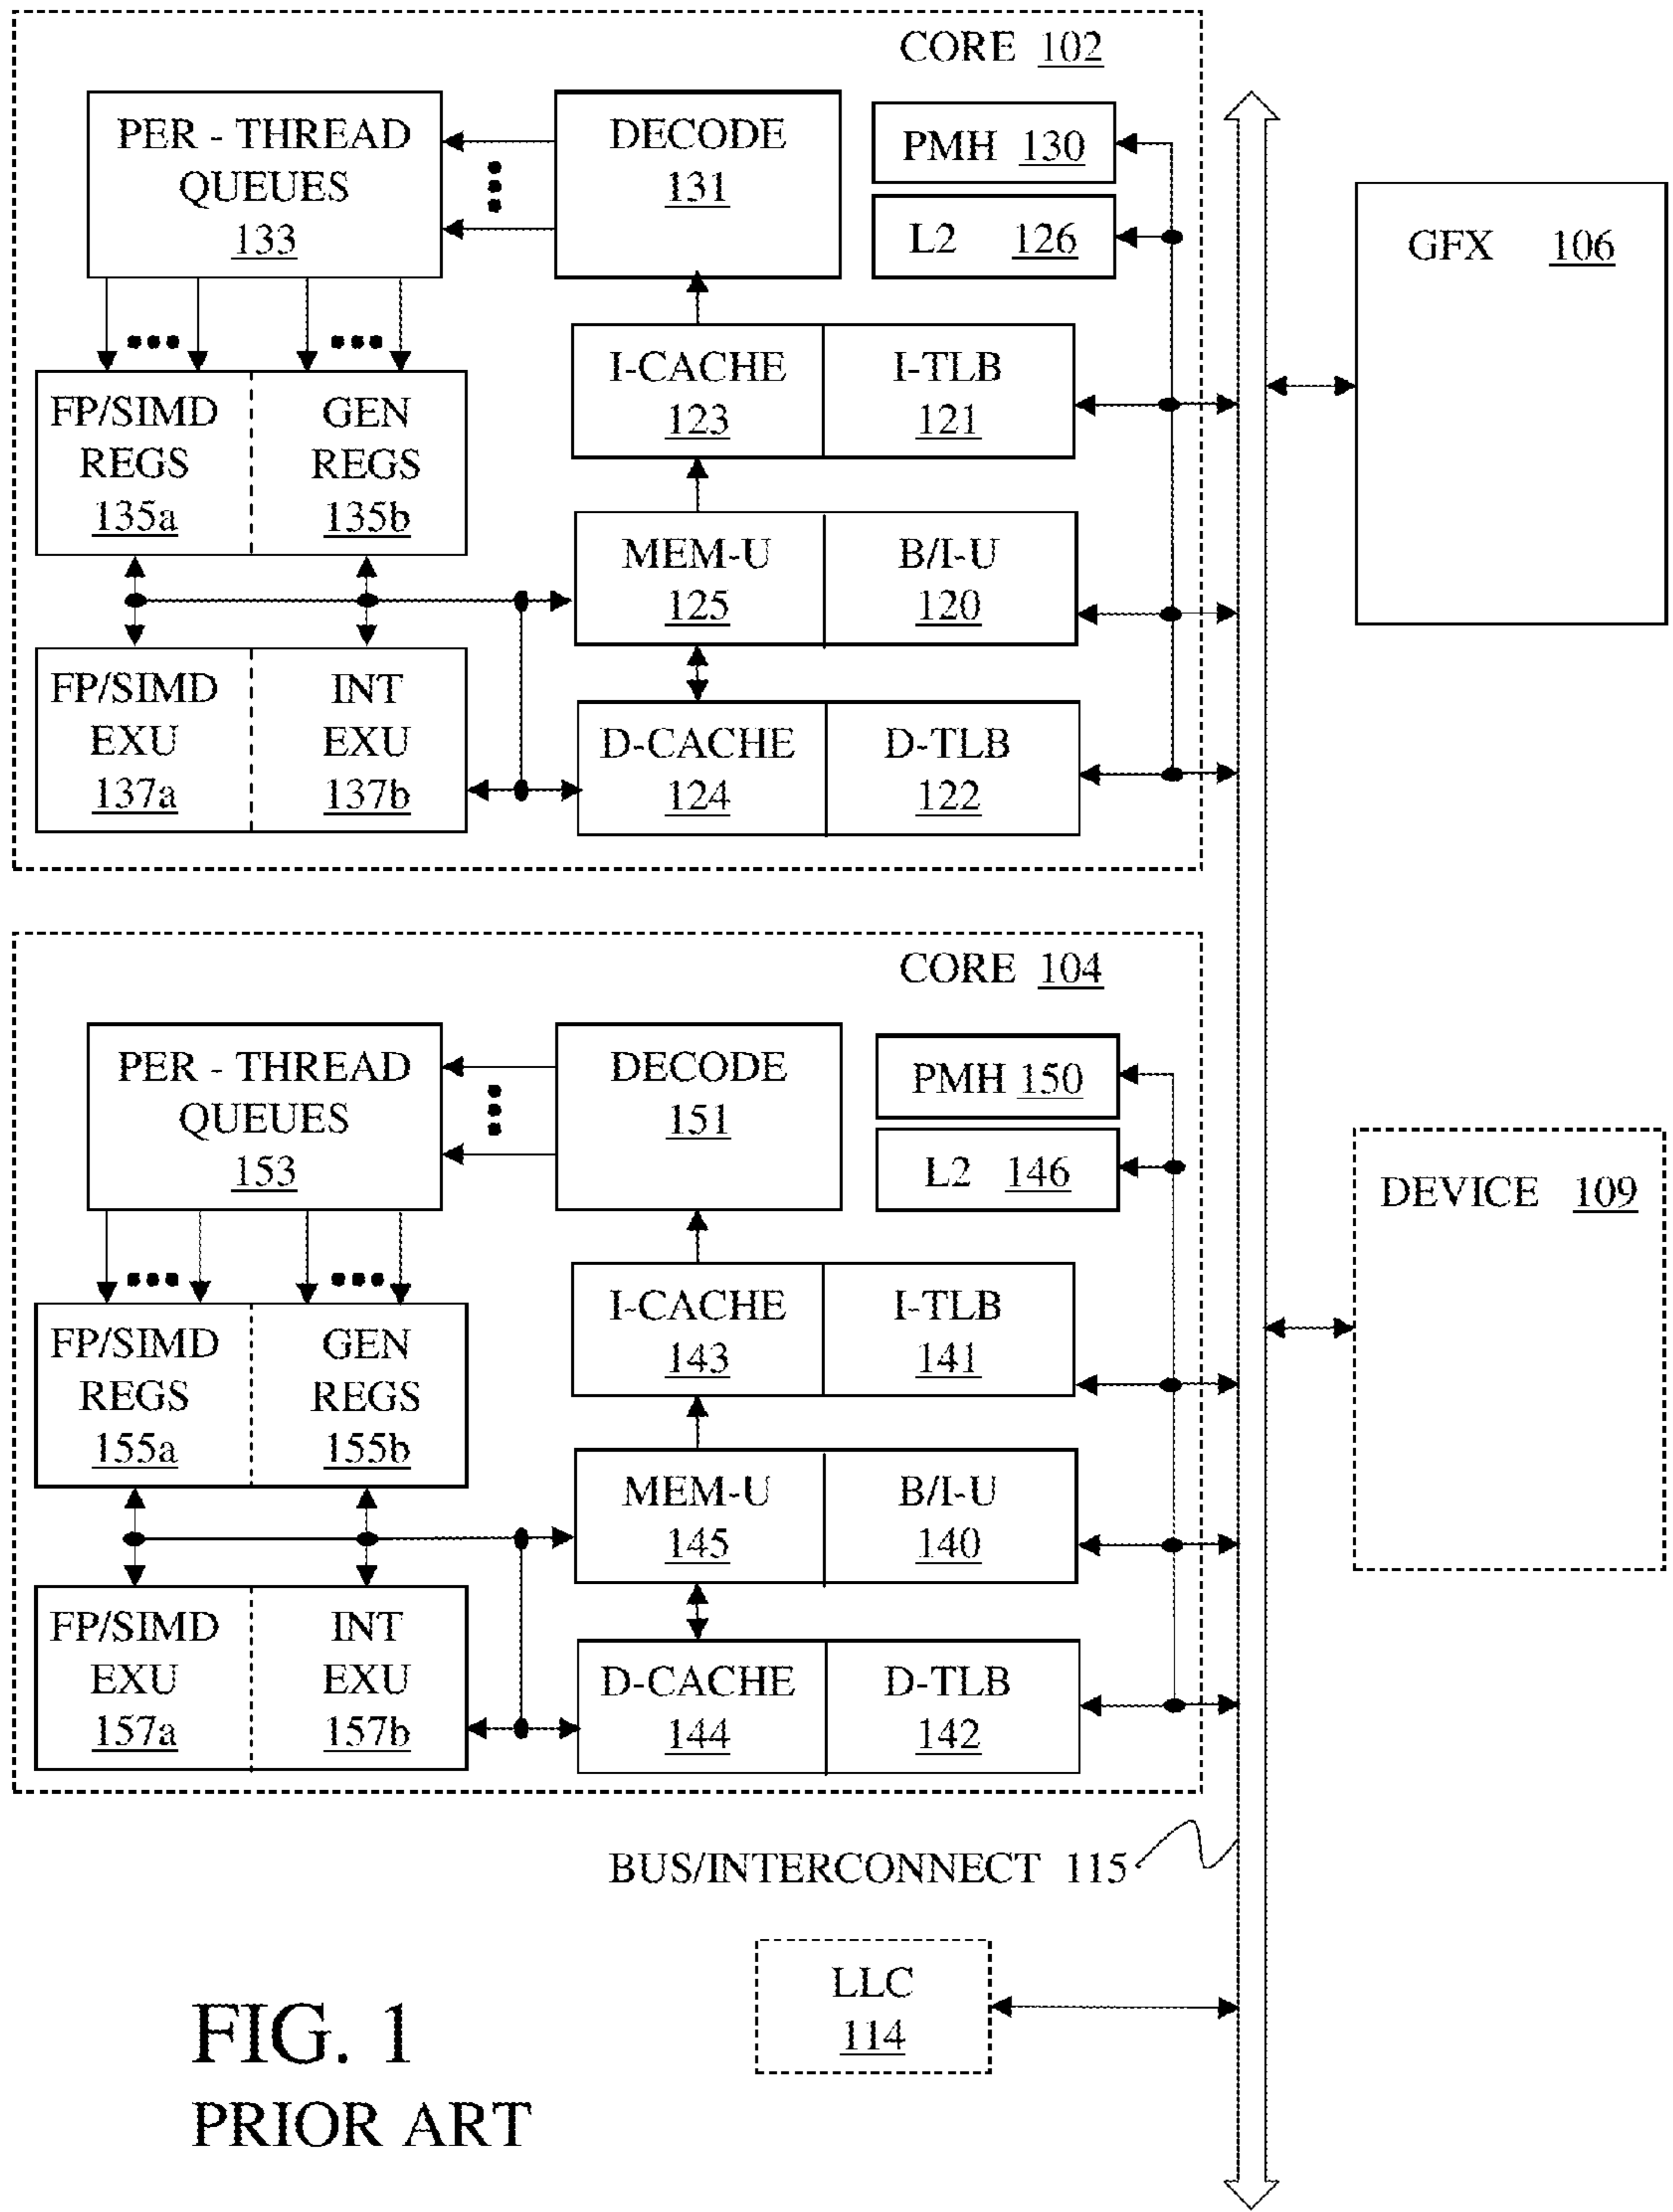 CORE 102
PER - THREAD
QUEUES
133
DECODE
131
PMH 130
L2 126
GFX 106
I-CACHE
123
I-TLB
121
FP/SIMD
REGS
135a
GEN
REGS
135b
MEM-U
125
B/I-U
120
FP/SIMD
EXU
137a
INT
EXU
137b
D-CACHE
124
D-TLB
122
CORE 104
PER - THREAD
QUEUES
153
DECODE
151
PMH 150
L2 146
DEVICE 109
I-CACHE
143
I-TLB
141
FP/SIMD
REGS
155a
GEN
REGS
155b
MEM-U
145
B/I-U
140
FP/SIMD
EXU
157a
INT
EXU
157b
D-CACHE
144
D-TLB
142
BUS/INTERCONNECT 115
LLC
114
FIG. 1
PRIOR ART